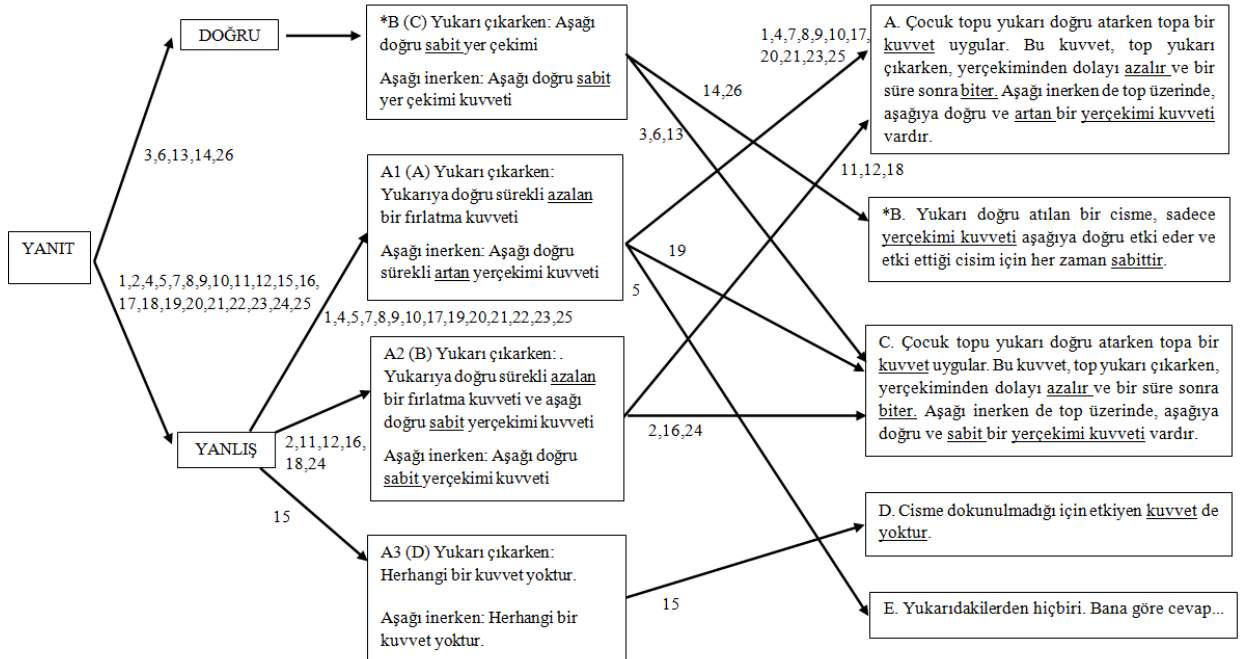 YANIT
DOĞRU
3,6,13,14,26
1,2,4,5,7,8,9,10,11,12,15,16,
17,18,19,20,21,22,23,24,25
YANLIŞ
*B (C) Yukarı çıkarken: Aşağı
doğru sabit yer çekimi
Aşağı inerken: Aşağı doğru sabit
yer çekimi kuvveti
A1 (A) Yukarı çıkarken:
Yukarıya doğru sürekli azalan
bir fırlatma kuvveti
Aşağı inerken: Aşağı doğru
sürekli artan yerçekimi kuvveti
1,4,5,7,8,9,10,17,19,20,21,22,23,25
A2 (B) Yukarı çıkarken: .
Yukarıya doğru sürekli azalan
bir fırlatma kuvveti ve aşağı
doğru sabit yerçekimi kuvveti
Aşağı inerken: Aşağı doğru
sabit yerçekimi kuvveti
2,11,12,16,
18,24
15
A3 (D) Yukarı çıkarken:
Herhangi bir kuvvet yoktur.
Aşağı inerken: Herhangi bir
kuvvet yoktur.
1,4,7,8,9,10,17,
20,21,23,25
14,26
3,6,13
11,12,18
19
5
2,16,24
15
A. Çocuk topu yukarı doğru atarken topa bir
kuvvet uygular. Bu kuvvet, top yukarı
çıkarken, yerçekiminden dolayı azalır ve bir
süre sonra biter. Aşağı inerken de top üzerinde,
aşağıya doğru ve artan bir yerçekimi kuvveti
vardır.
*B. Yukarı doğru atılan bir cisme, sadece
yerçekimi kuvveti aşağıya doğru etki eder ve
etki ettiği cisim için her zaman sabittir.
C. Çocuk topu yukarı doğru atarken topa bir
kuvvet uygular. Bu kuvvet, top yukarı çıkarken,
yerçekiminden dolayı azalır ve bir süre sonra
biter. Aşağı inerken de top üzerinde, aşağıya
doğru ve sabit bir yerçekimi kuvveti vardır.
D. Cisme dokunulmadığı için etkiyen kuvvet de
yoktur.
E. Yukarıdakilerden hiçbiri. Bana göre cevap...